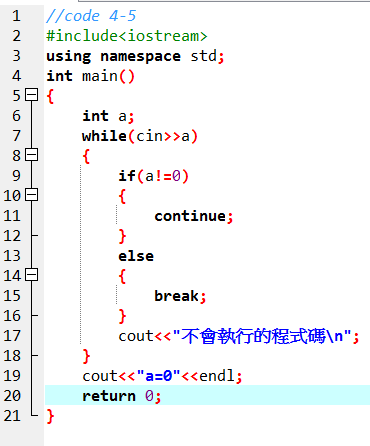 1 //code 4-5
2 #include<iostream>
3 using namespace std;
4 int main()
5 {
6 int a;
7 while(cin>>a)
8 {
9 if(a!=0)
10 {
11 continue;
12 }
13 else
14 {
15 break;
16 }
17 cout<<"不會執行的程式碼\n";
18 }
19 cout<<"a=0"<<endl;
20 return 0;
21 }